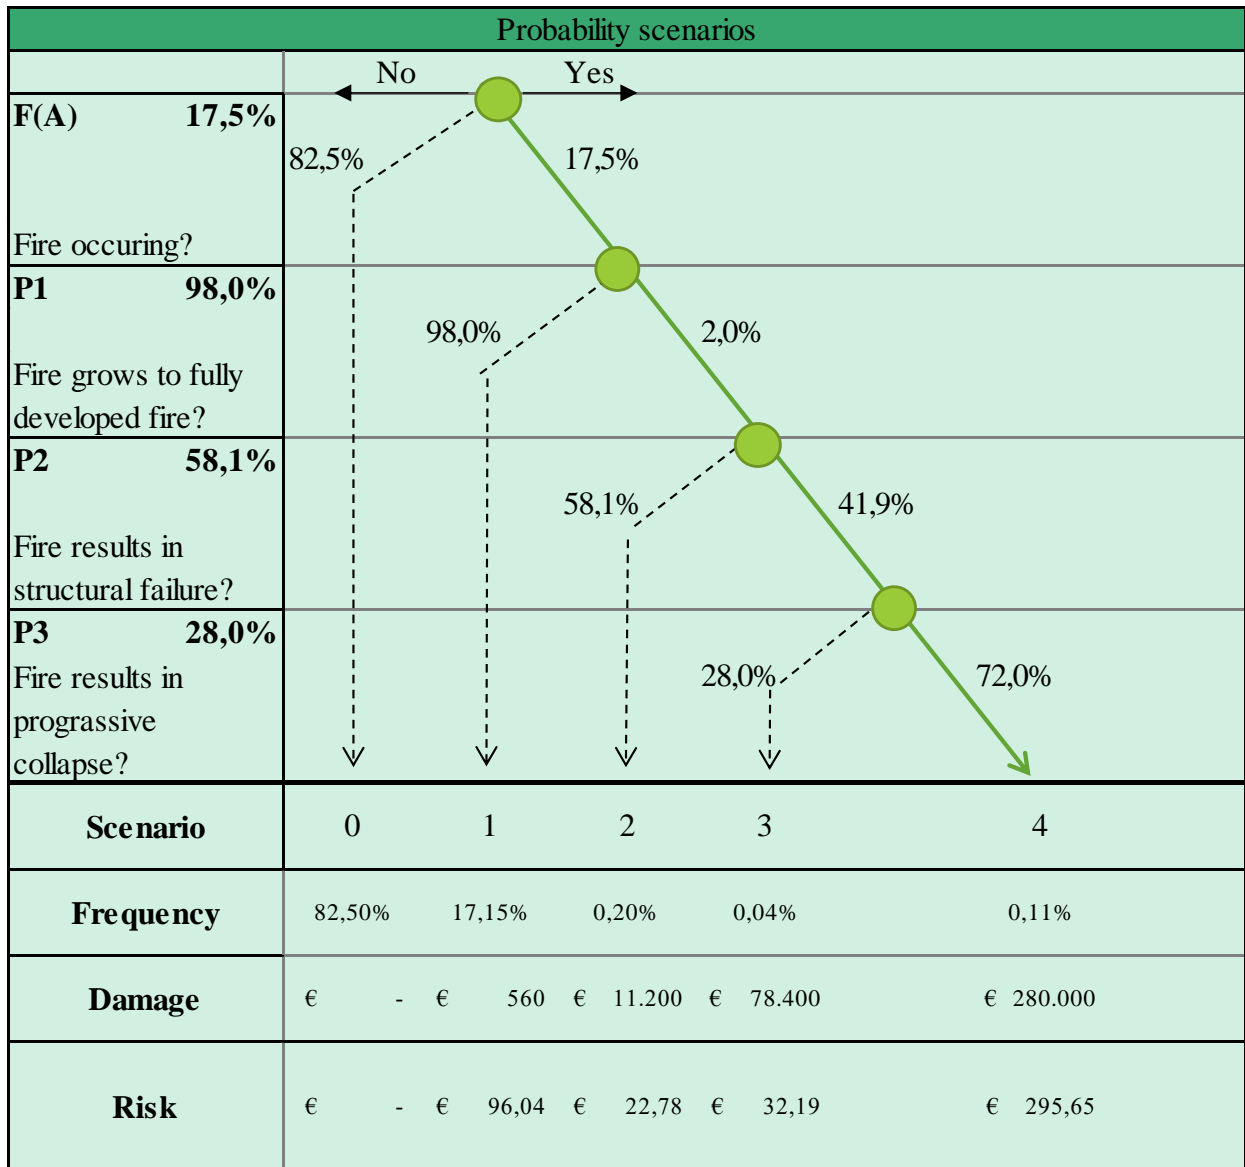 Probability scenarios
No Yes
F(A) 17,5%
82,5% 17,5%
Fire occuring?
P1 98,0%
98,0% 2,0%
Fire grows to fully
developed fire?
P2 58,1%
58,1% 41,9%
Fire results in
structural failure?
P3 28,0%
Fire results in
28,0% 72,0%
prograssive
collapse?
Scenario 0 1 2 3 4
Frequency 82,50% 17,15% 0,20% 0,04% 0,11%
Damage € - € 560 € 11.200 € 78.400 € 280.000
Risk € - € 96,04 € 22,78 € 32,19 € 295,65